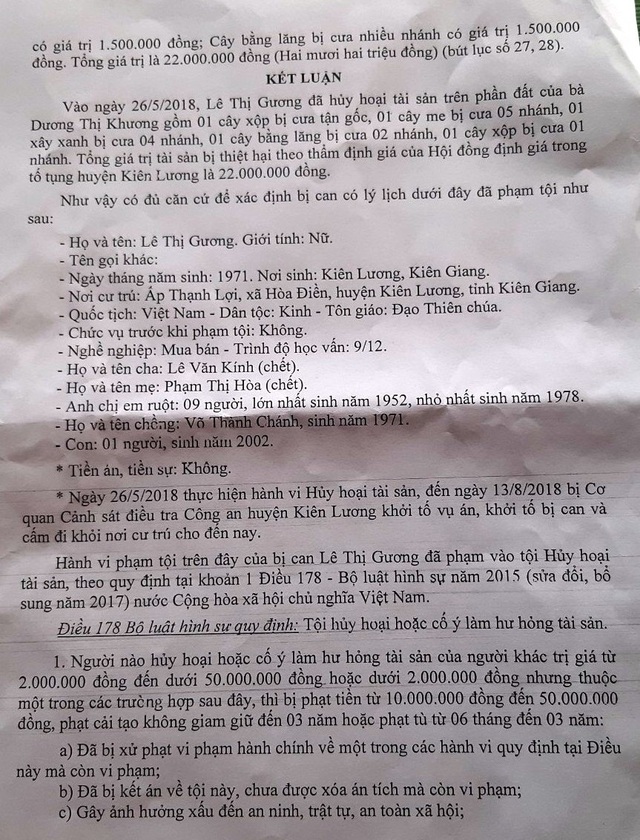 có giá trị 1.500.000 đồng; Cây bằng lăng bị cưa nhiều nhánh có giá trị 1.500.000
đồng. Tổng giá trị là 22.000.000 đồng (Hai mươi hai triệu đồng) (bút lục số 27, 28).
KẾT LUẬN
Vào ngày 26/5/2018, Lê Thị Gương đã hủy hoại tài sản trên phần đất của bà
Dương Thị Khương gồm 01 cây xộp bị cưa tận gốc, 01 cây me bị cưa 05 nhánh, 01
xây xanh bị cưa 04 nhánh, 01 cây bằng lăng bị cưa 02 nhánh, 01 cây xộp bị cưa 01
nhánh. Tổng giá trị tài sản bị thiệt hại theo thẩm định giá của Hội đồng định giá trong
tố tụng huyện Kiên Lương là 22.000.000 đồng.
Như vậy có đủ căn cứ để xác định bị can có lý lịch dưới đây đã phạm tội như
sau:
- Họ và tên: Lê Thị Gương. Giới tính: Nữ.
- Tên gọi khác:
- Ngày tháng năm sinh: 1971. Nơi sinh: Kiên Lương, Kiên Giang.
- Nơi cư trú: Ấp Thạnh Lợi, xã Hòa Điền, huyện Kiên Lương, tỉnh Kiên Giang.
- Quốc tịch: Việt Nam - Dân tộc: Kinh - Tôn giáo: Đạo Thiên chúa.
- Chức vụ trước khi phạm tội: Không.
- Nghề nghiệp: Mua bán - Trình độ học vấn: 9/12.
- Họ và tên cha: Lê Văn Kính (chết).
- Họ và tên mẹ: Phạm Thị Hòa (chết).
- Anh chị em ruột: 09 người, lớn nhất sinh năm 1952, nhỏ nhất sinh năm 1978.
- Họ và tên chồng: Võ Thành Chánh, sinh năm 1971.
- Con: 01 người, sinh năm 2002.
* Tiền án, tiền sự: Không.
* Ngày 26/5/2018 thực hiện hành vi Hủy hoại tài sản, đến ngày 13/8/2018 bị Cơ
quan Cảnh sát điều tra Công an huyện Kiên Lương khởi tố vụ án, khởi tố bị can và
cấm đi khỏi nơi cư trú cho đến nay.
Hành vi phạm tội trên đây của bị can Lê Thị Gương đã phạm vào tội Hủy hoại
tài sản, theo quy định tại khoản 1 Điều 178 - Bộ luật hình sự năm 2015 (sửa đổi, bổ
sung năm 2017) nước Cộng hòa xã hội chủ nghĩa Việt Nam.
Điều 178 Bộ luật hình sự quy định: Tội hủy hoại hoặc cố ý làm hư hỏng tài sản.
1. Người nào hủy hoại hoặc cố ý làm hư hỏng tài sản của người khác trị giá từ
2.000.000 đồng đến dưới 50.000.000 đồng hoặc dưới 2.000.000 đồng nhưng thuộc
một trong các trường hợp sau đây, thì bị phạt tiền từ 10.000.000 đồng đến 50.000.000
đồng, phạt cải tạo không giam giữ đến 03 năm hoặc phạt tù từ 06 tháng đến 03 năm:
a) Đã bị xử phạt vi phạm hành chính về một trong các hành vi quy định tại Điều
này mà còn vi phạm;
b) Đã bị kết án về tội này, chưa được xóa án tích mà còn vi phạm;
c) Gây ảnh hưởng xấu đến an ninh, trật tự, an toàn xã hội;